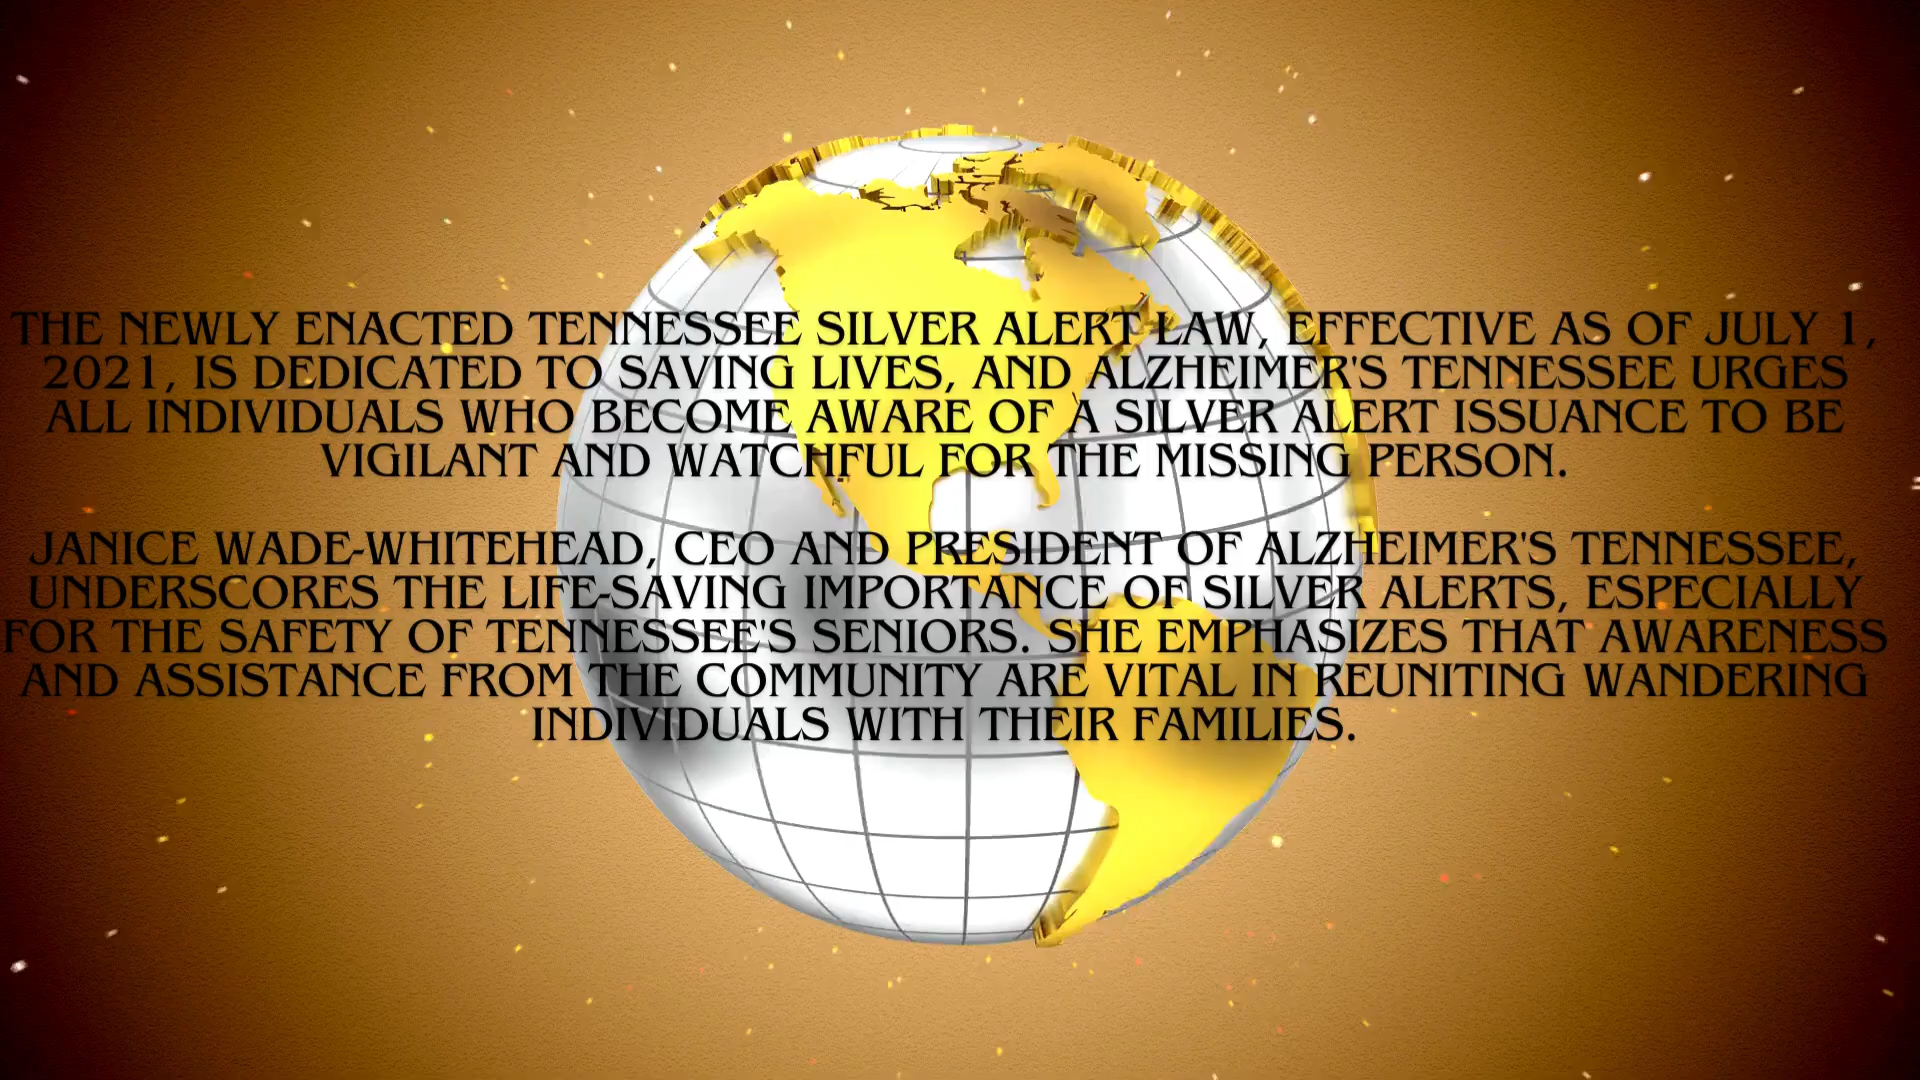 THE NEWLY ENACTED TENNESSEE SILVER ALERT LAW, EFFECTIVE AS OF JULY 1,
2021, IS DEDICATED TO SAVING LIVES, AND ALZHEIMER'S TENNESSEE URGES
ALL INDIVIDUALS WHO BECOME AWARE OF A SILVER ALERT ISSUANCE TO BE
VIGILANT AND WATCHFUL FOR THE MISSING PERSON.
JANICE WADE-WHITEHEAD, CEO AND PRESIDENT OF ALZHEIMER'S TENNESSEE,
UNDERSCORES THE LIFE-SAVING IMPORTANCE OF SILVER ALERTS, ESPECIALLY
FOR THE SAFETY OF TENNESSEE'S SENIORS. SHE EMPHASIZES THAT AWARENESS
AND ASSISTANCE FROM THE COMMUNITY ARE VITAL IN REUNITING WANDERING
INDIVIDUALS WITH THEIR FAMILIES.